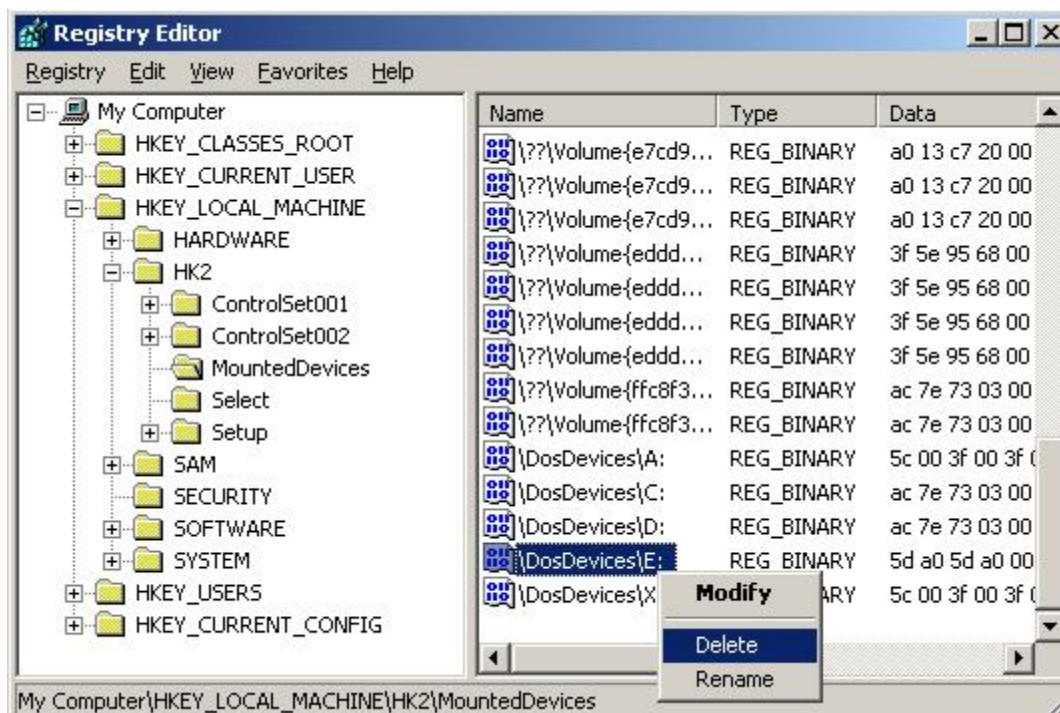 Registry Editor
Registry Edit View Favorites Help
My Computer
HKEY_CLASSES_ROOT
HKEY_CURRENT_USER
HKEY_LOCAL_MACHINE
HARDWARE
HK2
ControlSet001
ControlSet002
MountedDevices
Select
Setup
SAM
SECURITY
SOFTWARE
SYSTEM
HKEY_USERS
HKEY_CURRENT_CONFIG
Name Type Data
\??\Volume{e7cd9... REG_BINARY a0 13 c7 20 00
\??\Volume{e7cd9... REG_BINARY a0 13 c7 20 00
\??\Volume{e7cd9... REG_BINARY a0 13 c7 20 00
\??\Volume{eddd... REG_BINARY 3f 5e 95 68 00
\??\Volume{eddd... REG_BINARY 3f 5e 95 68 00
\??\Volume{eddd... REG_BINARY 3f 5e 95 68 00
\??\Volume{eddd... REG_BINARY 3f 5e 95 68 00
\??\Volume{ffc8f3... REG_BINARY ac 7e 73 03 00
\??\Volume{ffc8f3... REG_BINARY ac 7e 73 03 00
\DosDevices\A: REG_BINARY 5c 00 3f 00 3f
\DosDevices\C: REG_BINARY ac 7e 73 03 00
\DosDevices\D: REG_BINARY ac 7e 73 03 00
\DosDevices\E: REG_BINARY 5d a0 5d a0 00
\DosDevices\X ARY 5c 00 3f 00 3f
Modify
Delete
Rename
My Computer\HKEY_LOCAL_MACHINE\HK2\MountedDevices